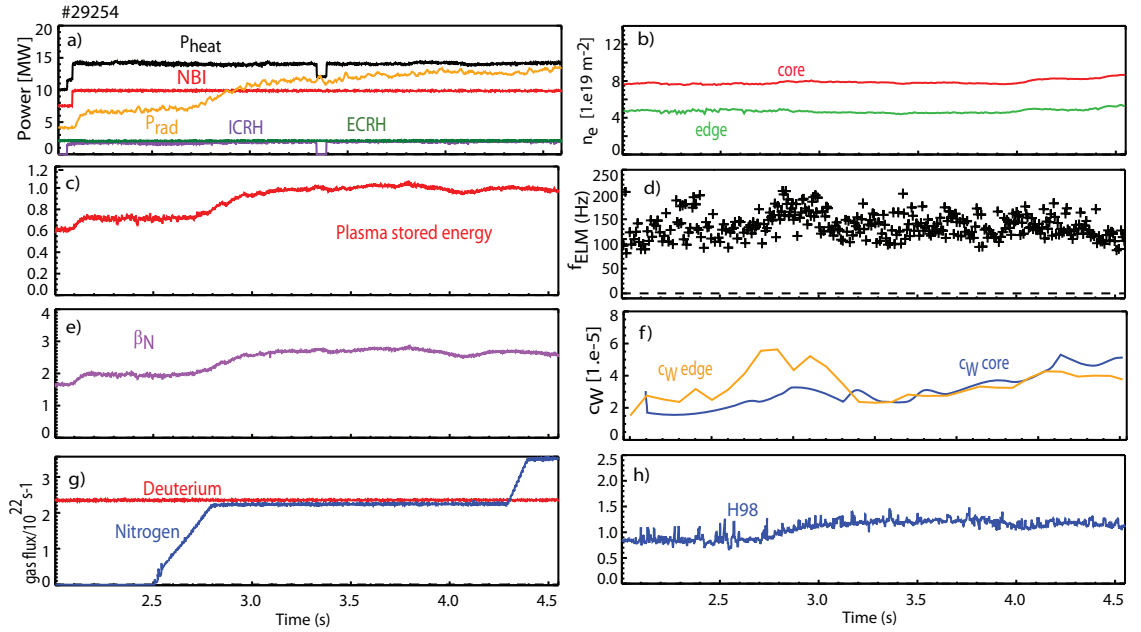 #29254
a)
Pheat
NBI
Prad
ICRH
ECRH
Power [MW]
20
15
10
5
0
b)
core
edge
ne [1.e19 m-2]
12
8
4
0
c)
Plasma stored energy
1.2
1.0
0.8
0.6
0.4
0.2
0.0
d)
fELM (Hz)
250
200
150
100
50
0
e)
βN
4
3
2
1
0
f)
cW edge
cW core
cW [1.e-5]
8
6
4
2
0
g)
Deuterium
Nitrogen
gas flux/10 22 s-1
3
2
1
0
2.5
3.0
3.5
4.0
4.5
Time (s)
h)
H98
2.5
2.0
1.5
1.0
0.5
0.0
2.5
3.0
3.5
4.0
4.5
Time (s)